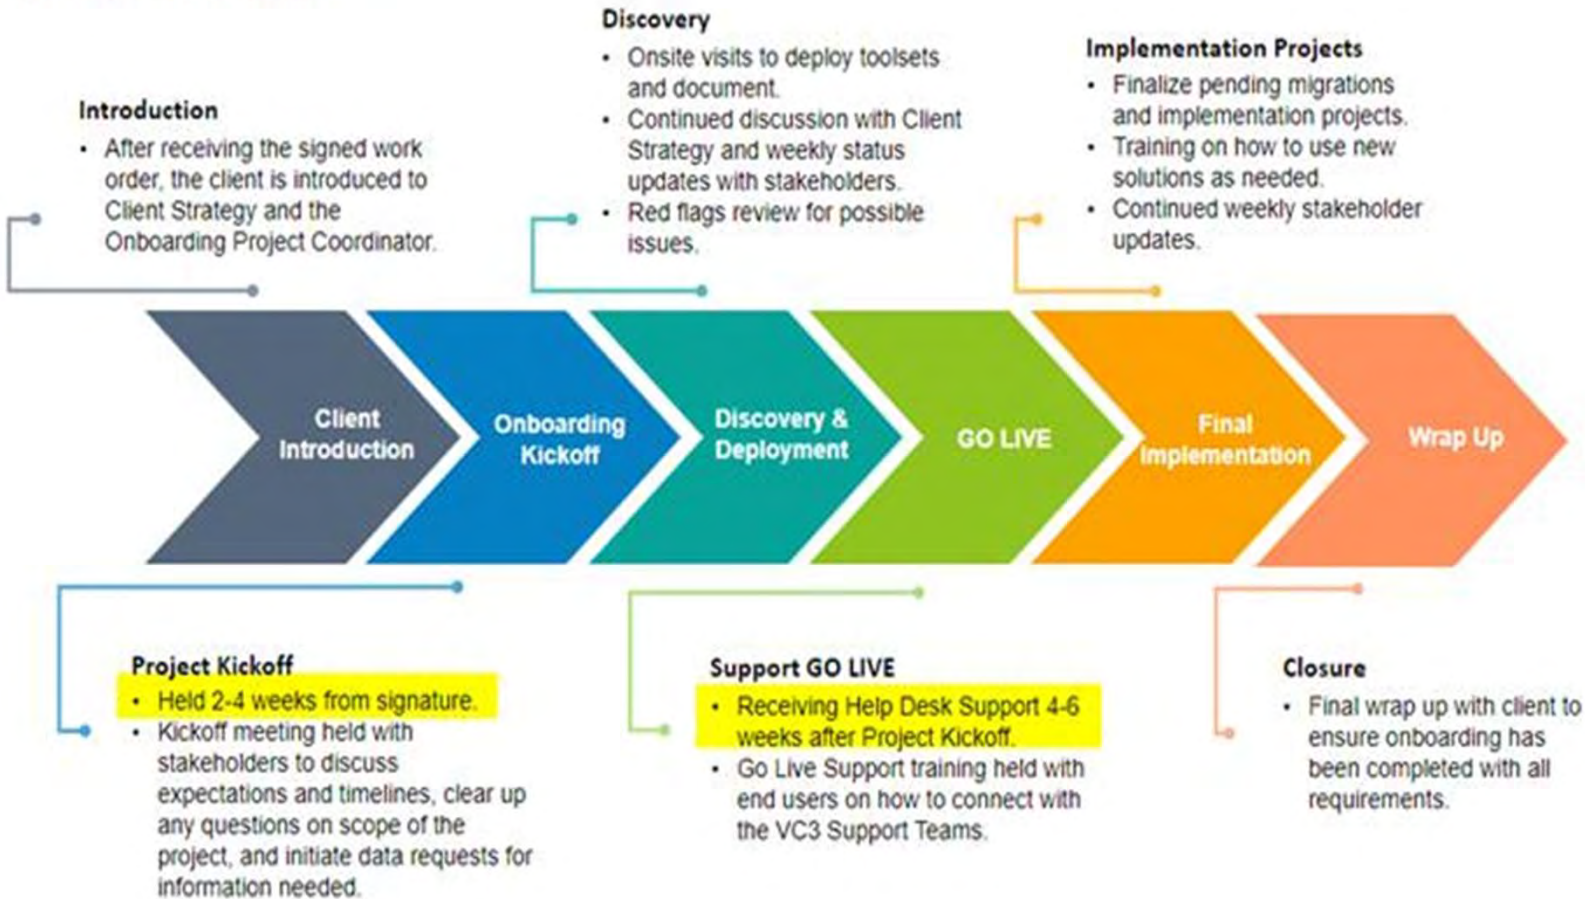 Introduction
• After receiving the signed work
order, the client is introduced to
Client Strategy and the
Onboarding Project Coordinator.
Discovery
• Onsite visits to deploy toolsets
and document.
• Continued discussion with Client
Strategy and weekly status
updates with stakeholders.
• Red flags review for possible
issues.
Implementation Projects
• Finalize pending migrations
and implementation projects.
• Training on how to use new
solutions as needed.
• Continued weekly stakeholder
updates.
Client
Introduction
Onboarding
Kickoff
Discovery &
Deployment
GO LIVE
Final
Implementation
Wrap Up
Project Kickoff
• Held 2-4 weeks from signature.
• Kickoff meeting held with
stakeholders to discuss
expectations and timelines, clear up
any questions on scope of the
project, and initiate data requests for
information needed.
Support GO LIVE
• Receiving Help Desk Support 4-6
weeks after Project Kickoff.
• Go Live Support training held with
end users on how to connect with
the VC3 Support Teams.
Closure
• Final wrap up with client to
ensure onboarding has
been completed with all
requirements.